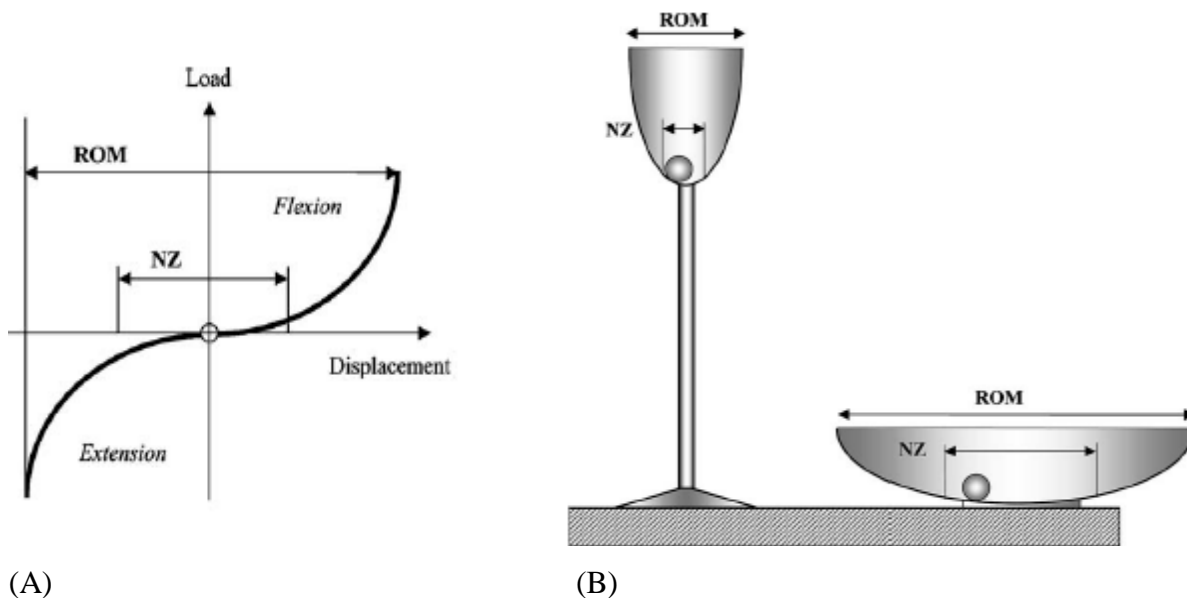 Load
ROM
Flexion
NZ
Displacement
Extension
(A)
ROM
NZ
ROM
NZ
(B)